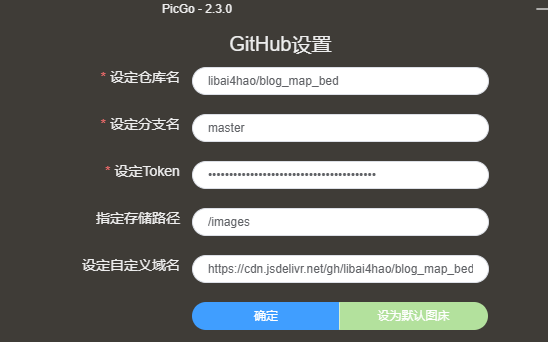 PicGo - 2.3.0
GitHub设置
* 设定仓库名 libai4hao/blog_map_bed
* 设定分支名 master
* 设定Token ••••••••••••••••••••••••••••••••••••••••
指定存储路径 /images
设定自定义域名 https://cdn.jsdelivr.net/gh/libai4hao/blog_map_bed
确定 设为默认图床